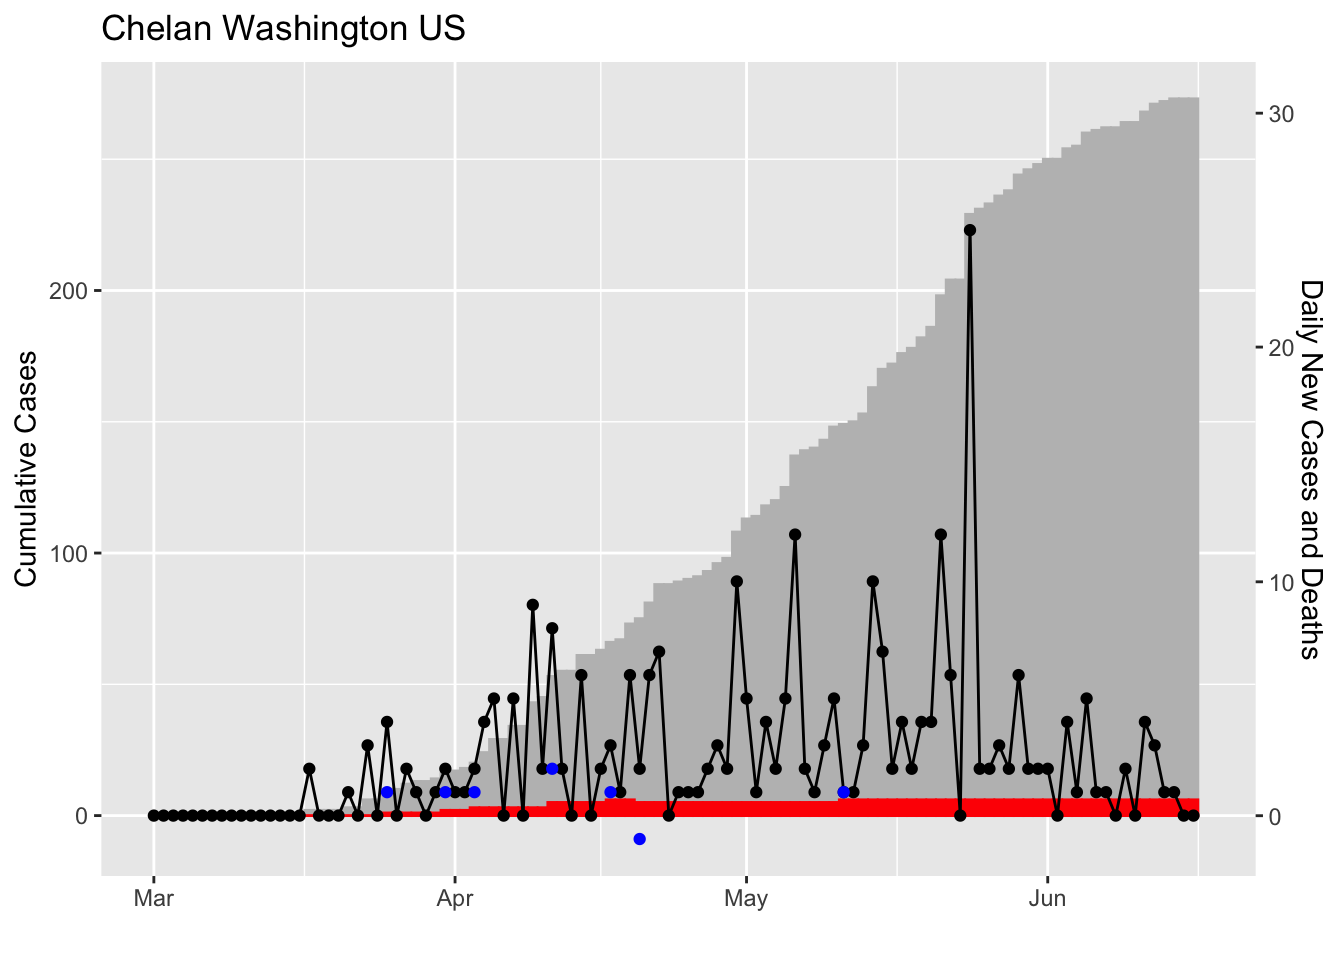 Chelan Washington US
Cumulative Cases
200
100
0
30
20
10
0
Daily New Cases and Deaths
Mar
Apr
May
Jun